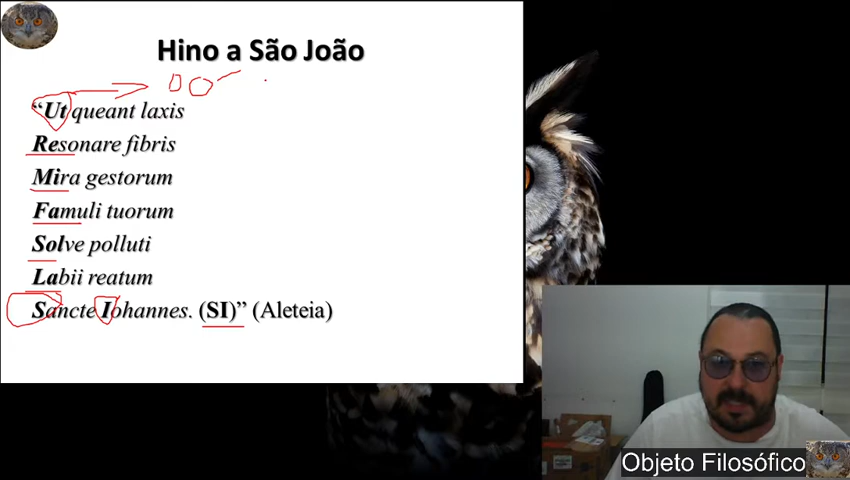 Hino a São João
“Ut queant laxis
Resonare fibris
Mira gestorum
Famuli tuorum
Solve polluti
Labii reatum
Sancte Iohannes. (SI)” (Aleteia)
Objeto Filosófico